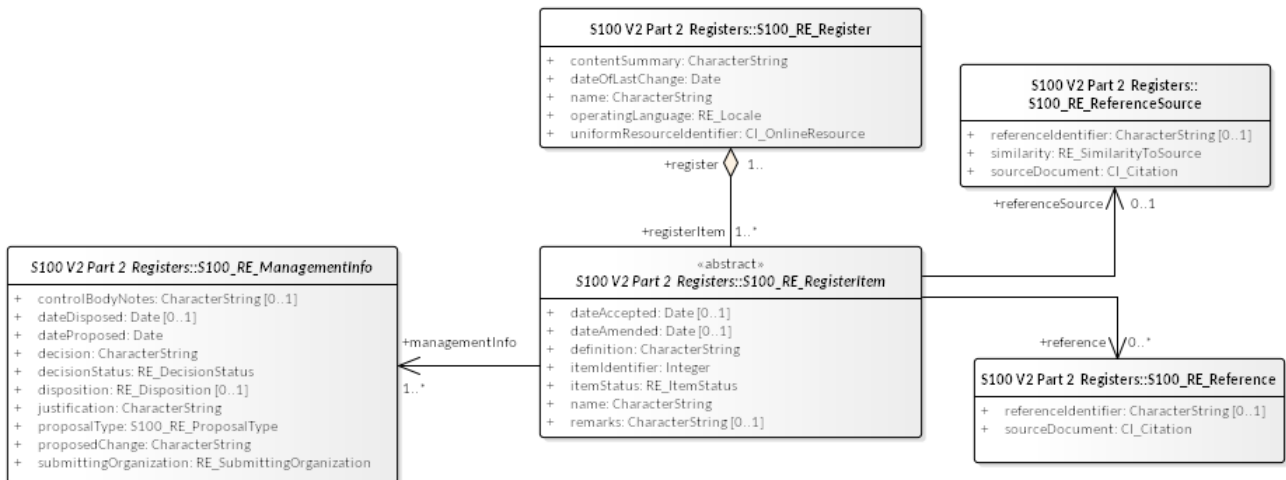 S100 V2 Part 2 Registers::S100_RE_Register
+ contentSummary: CharacterString
+ dateOfLastChange: Date
+ name: CharacterString
+ operatingLanguage: RE_Locale
+ uniformResourceIdentifier: CI_OnlineResource
+register 1..
+registerItem 1..*
S100 V2 Part 2 Registers::
S100_RE_ReferenceSource
+ referenceIdentifier: CharacterString [0..1]
+ similarity: RE_SimilarityToSource
+ sourceDocument: CI_Citation
+referenceSource 0..1
S100 V2 Part 2 Registers::S100_RE_ManagementInfo
+ controlBodyNotes: CharacterString [0..1]
+ dateDisposed: Date [0..1]
+ dateProposed: Date
+ decision: CharacterString
+ decisionStatus: RE_DecisionStatus
+ disposition: RE_Disposition [0..1]
+ justification: CharacterString
+ proposalType: S100_RE_ProposalType
+ proposedChange: CharacterString
+ submittingOrganization: RE_SubmittingOrganization
+managementInfo
1..*
«abstract»
S100 V2 Part 2 Registers::S100_RE_RegisterItem
+ dateAccepted: Date [0..1]
+ dateAmended: Date [0..1]
+ definition: CharacterString
+ itemIdentifier: Integer
+ itemStatus: RE_ItemStatus
+ name: CharacterString
+ remarks: CharacterString [0..1]
+reference 0..*
S100 V2 Part 2 Registers::S100_RE_Reference
+ referenceIdentifier: CharacterString [0..1]
+ sourceDocument: CI_Citation